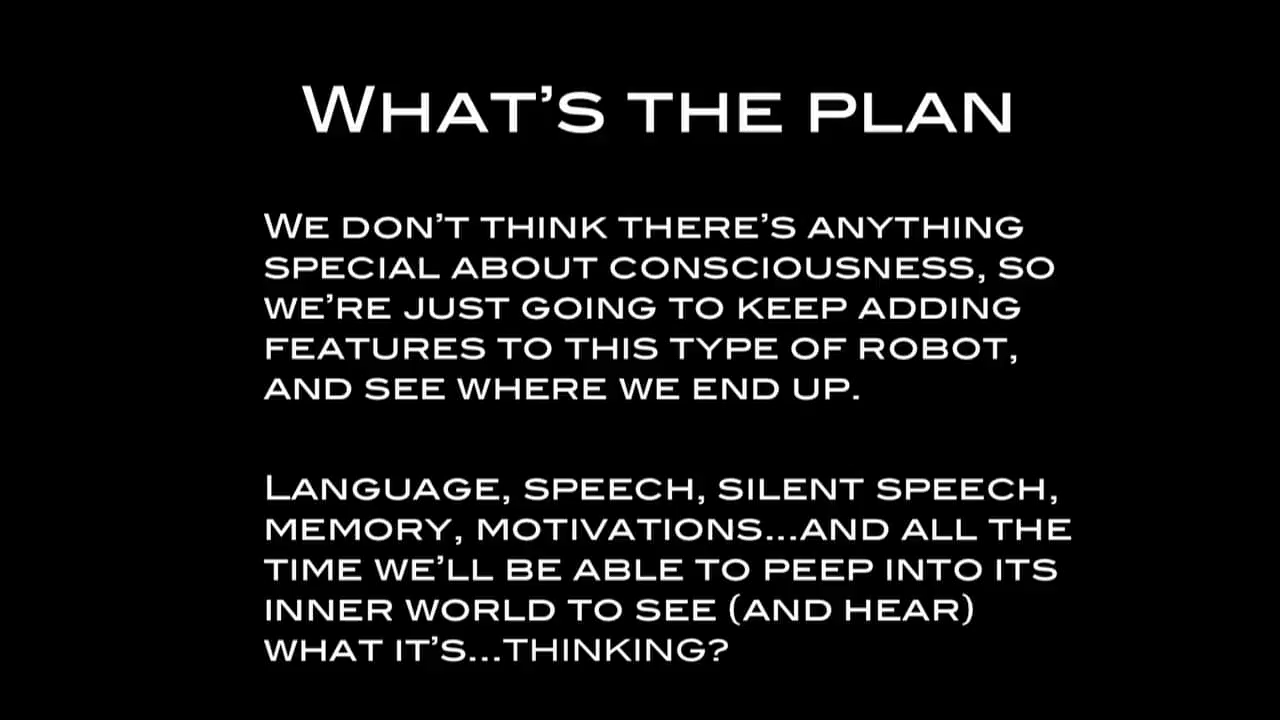 What's the plan
We don't think there's anything
special about consciousness, so
we're just going to keep adding
features to this type of robot,
and see where we end up.
Language, speech, silent speech,
memory, motivations...and all the
time we'll be able to peep into its
inner world to see (and hear)
what it's...thinking?